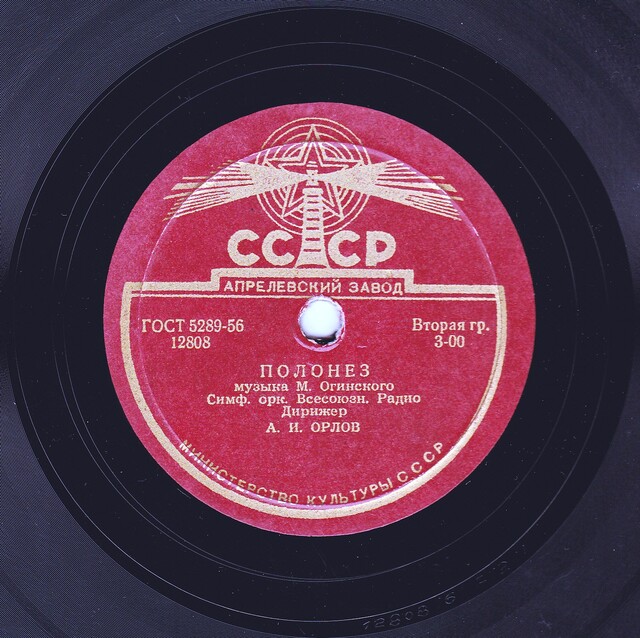 СССР
АПРЕЛЕВСКИЙ ЗАВОД
ГОСТ 5289-56
12808
Вторая гр.
3-00
ПОЛОНЕЗ
музыка М. Огинского
Симф. орк. Всесоюзн. Радио
Дирижер
А. И. ОРЛОВ
МИНИСТЕРСТВО КУЛЬТУРЫ СССР
12808